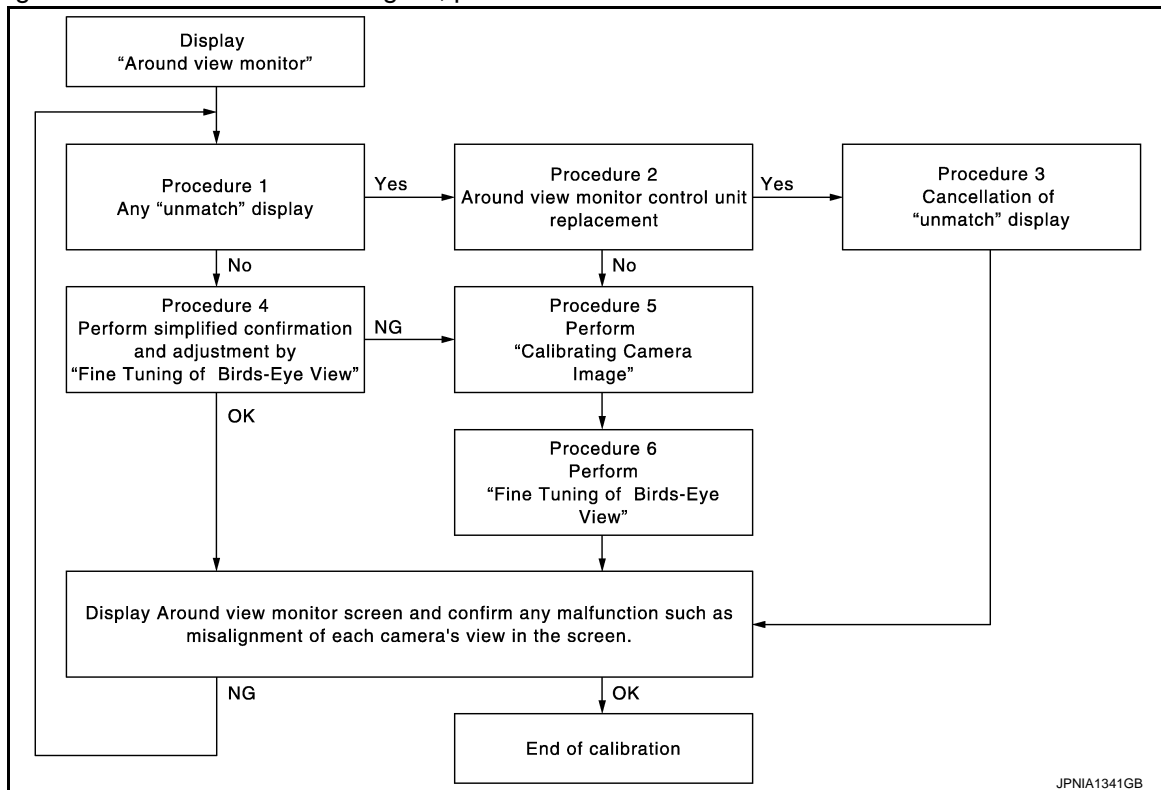 Display
“Around view monitor”
Procedure 1
Any “unmatch” display
Yes
Procedure 2
Around view monitor control unit
replacement
Yes
Procedure 3
Cancellation of
“unmatch” display
No
No
Procedure 4
Perform simplified confirmation
and adjustment by
“Fine Tuning of Birds-Eye View”
NG
Procedure 5
Perform
“Calibrating Camera
Image”
OK
Procedure 6
Perform
“Fine Tuning of Birds-Eye
View”
Display Around view monitor screen and confirm any malfunction such as
misalignment of each camera's view in the screen.
NG
OK
End of calibration
JPNIA1341GB